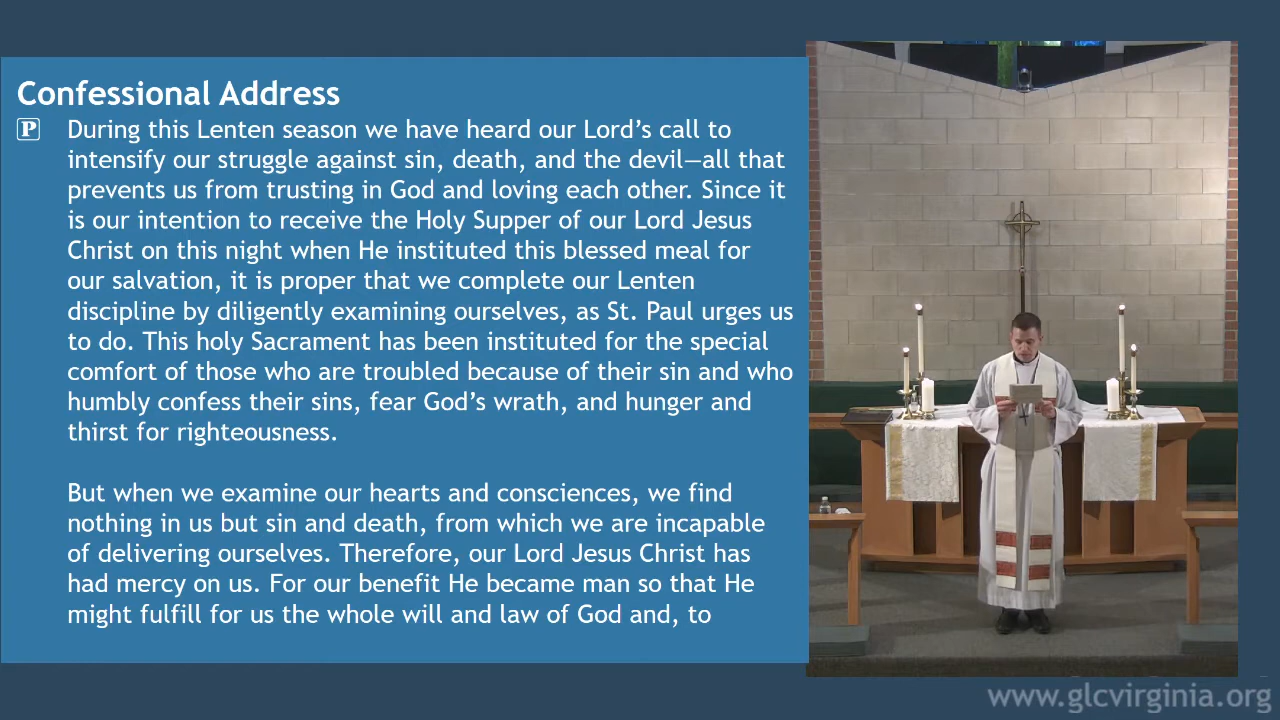 Confessional Address
P During this Lenten season we have heard our Lord’s call to
intensify our struggle against sin, death, and the devil—all that
prevents us from trusting in God and loving each other. Since it
is our intention to receive the Holy Supper of our Lord Jesus
Christ on this night when He instituted this blessed meal for
our salvation, it is proper that we complete our Lenten
discipline by diligently examining ourselves, as St. Paul urges us
to do. This holy Sacrament has been instituted for the special
comfort of those who are troubled because of their sin and who
humbly confess their sins, fear God’s wrath, and hunger and
thirst for righteousness.
But when we examine our hearts and consciences, we find
nothing in us but sin and death, from which we are incapable
of delivering ourselves. Therefore, our Lord Jesus Christ has
had mercy on us. For our benefit He became man so that He
might fulfill for us the whole will and law of God and, to
www.glcvirginia.org